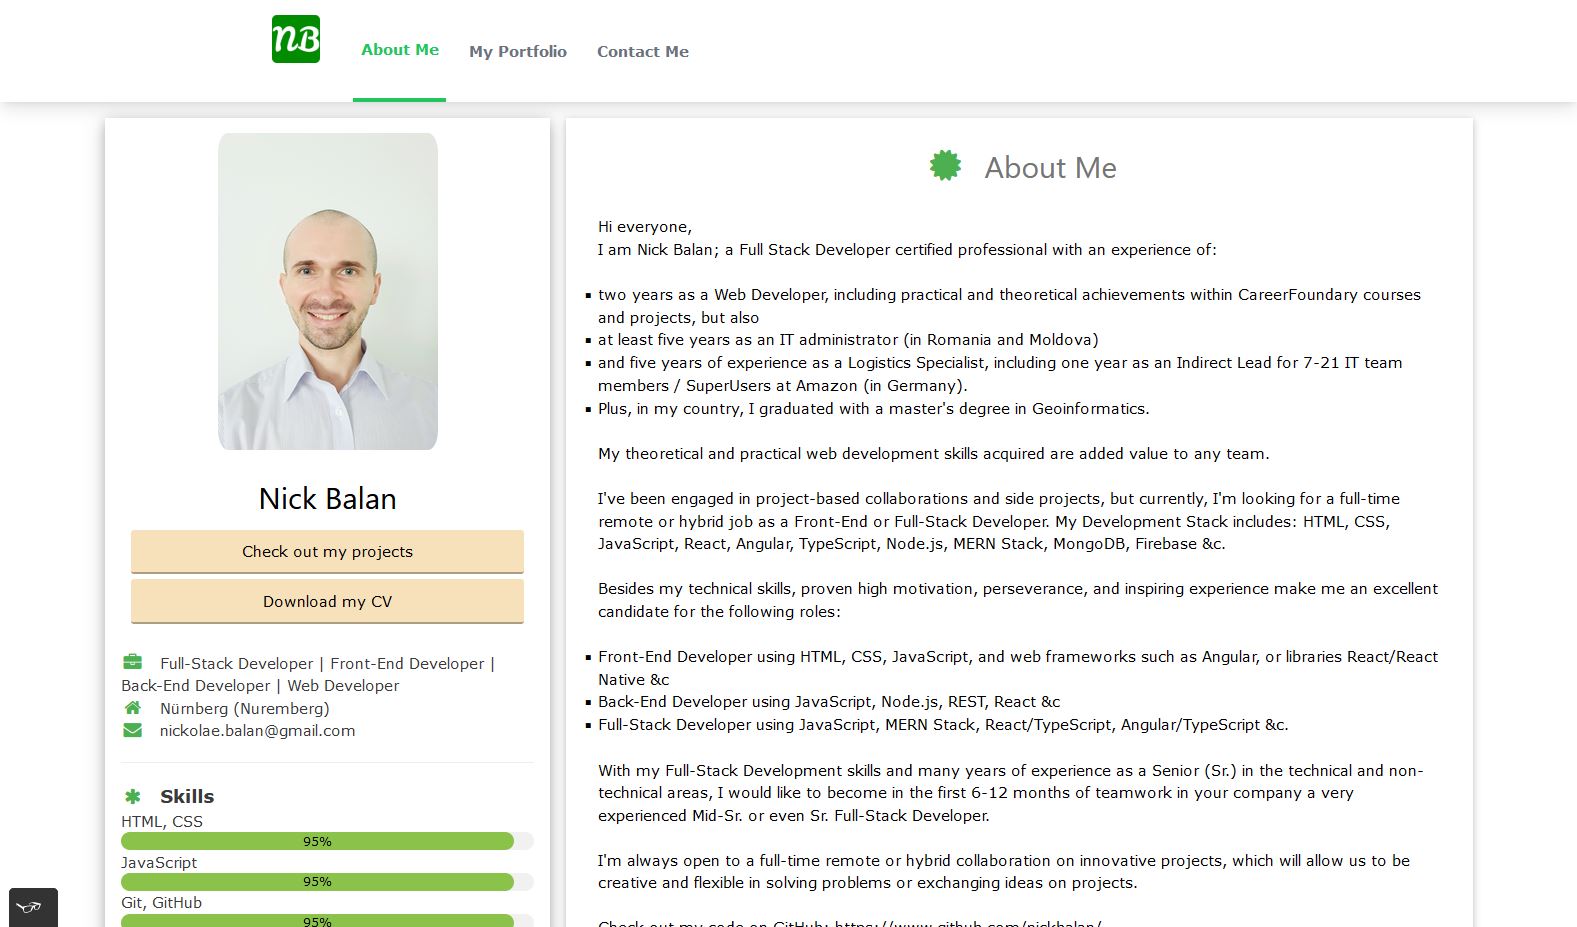 NB
About Me
My Portfolio
Contact Me
Nick Balan
Check out my projects
Download my CV
Full-Stack Developer | Front-End Developer |
Back-End Developer | Web Developer
Nürnberg (Nuremberg)
nickolae.balan@gmail.com
Skills
HTML, CSS
95%
JavaScript
95%
Git, GitHub
95%
About Me
Hi everyone,
I am Nick Balan; a Full Stack Developer certified professional with an experience of:
two years as a Web Developer, including practical and theoretical achievements within CareerFoundary courses
and projects, but also
at least five years as an IT administrator (in Romania and Moldova)
and five years of experience as a Logistics Specialist, including one year as an Indirect Lead for 7-21 IT team
members / SuperUsers at Amazon (in Germany).
Plus, in my country, I graduated with a master's degree in Geoinformatics.
My theoretical and practical web development skills acquired are added value to any team.
I've been engaged in project-based collaborations and side projects, but currently, I'm looking for a full-time
remote or hybrid job as a Front-End or Full-Stack Developer. My Development Stack includes: HTML, CSS,
JavaScript, React, Angular, TypeScript, Node.js, MERN Stack, MongoDB, Firebase &c.
Besides my technical skills, proven high motivation, perseverance, and inspiring experience make me an excellent
candidate for the following roles:
Front-End Developer using HTML, CSS, JavaScript, and web frameworks such as Angular, or libraries React/React
Native &c
Back-End Developer using JavaScript, Node.js, REST, React &c
Full-Stack Developer using JavaScript, MERN Stack, React/TypeScript, Angular/TypeScript &c.
With my Full-Stack Development skills and many years of experience as a Senior (Sr.) in the technical and non-
technical areas, I would like to become in the first 6-12 months of teamwork in your company a very
experienced Mid-Sr. or even Sr. Full-Stack Developer.
I'm always open to a full-time remote or hybrid collaboration on innovative projects, which will allow us to be
creative and flexible in solving problems or exchanging ideas on projects.
Check out my code on GitHub: https://www.github.com/nickbalan/